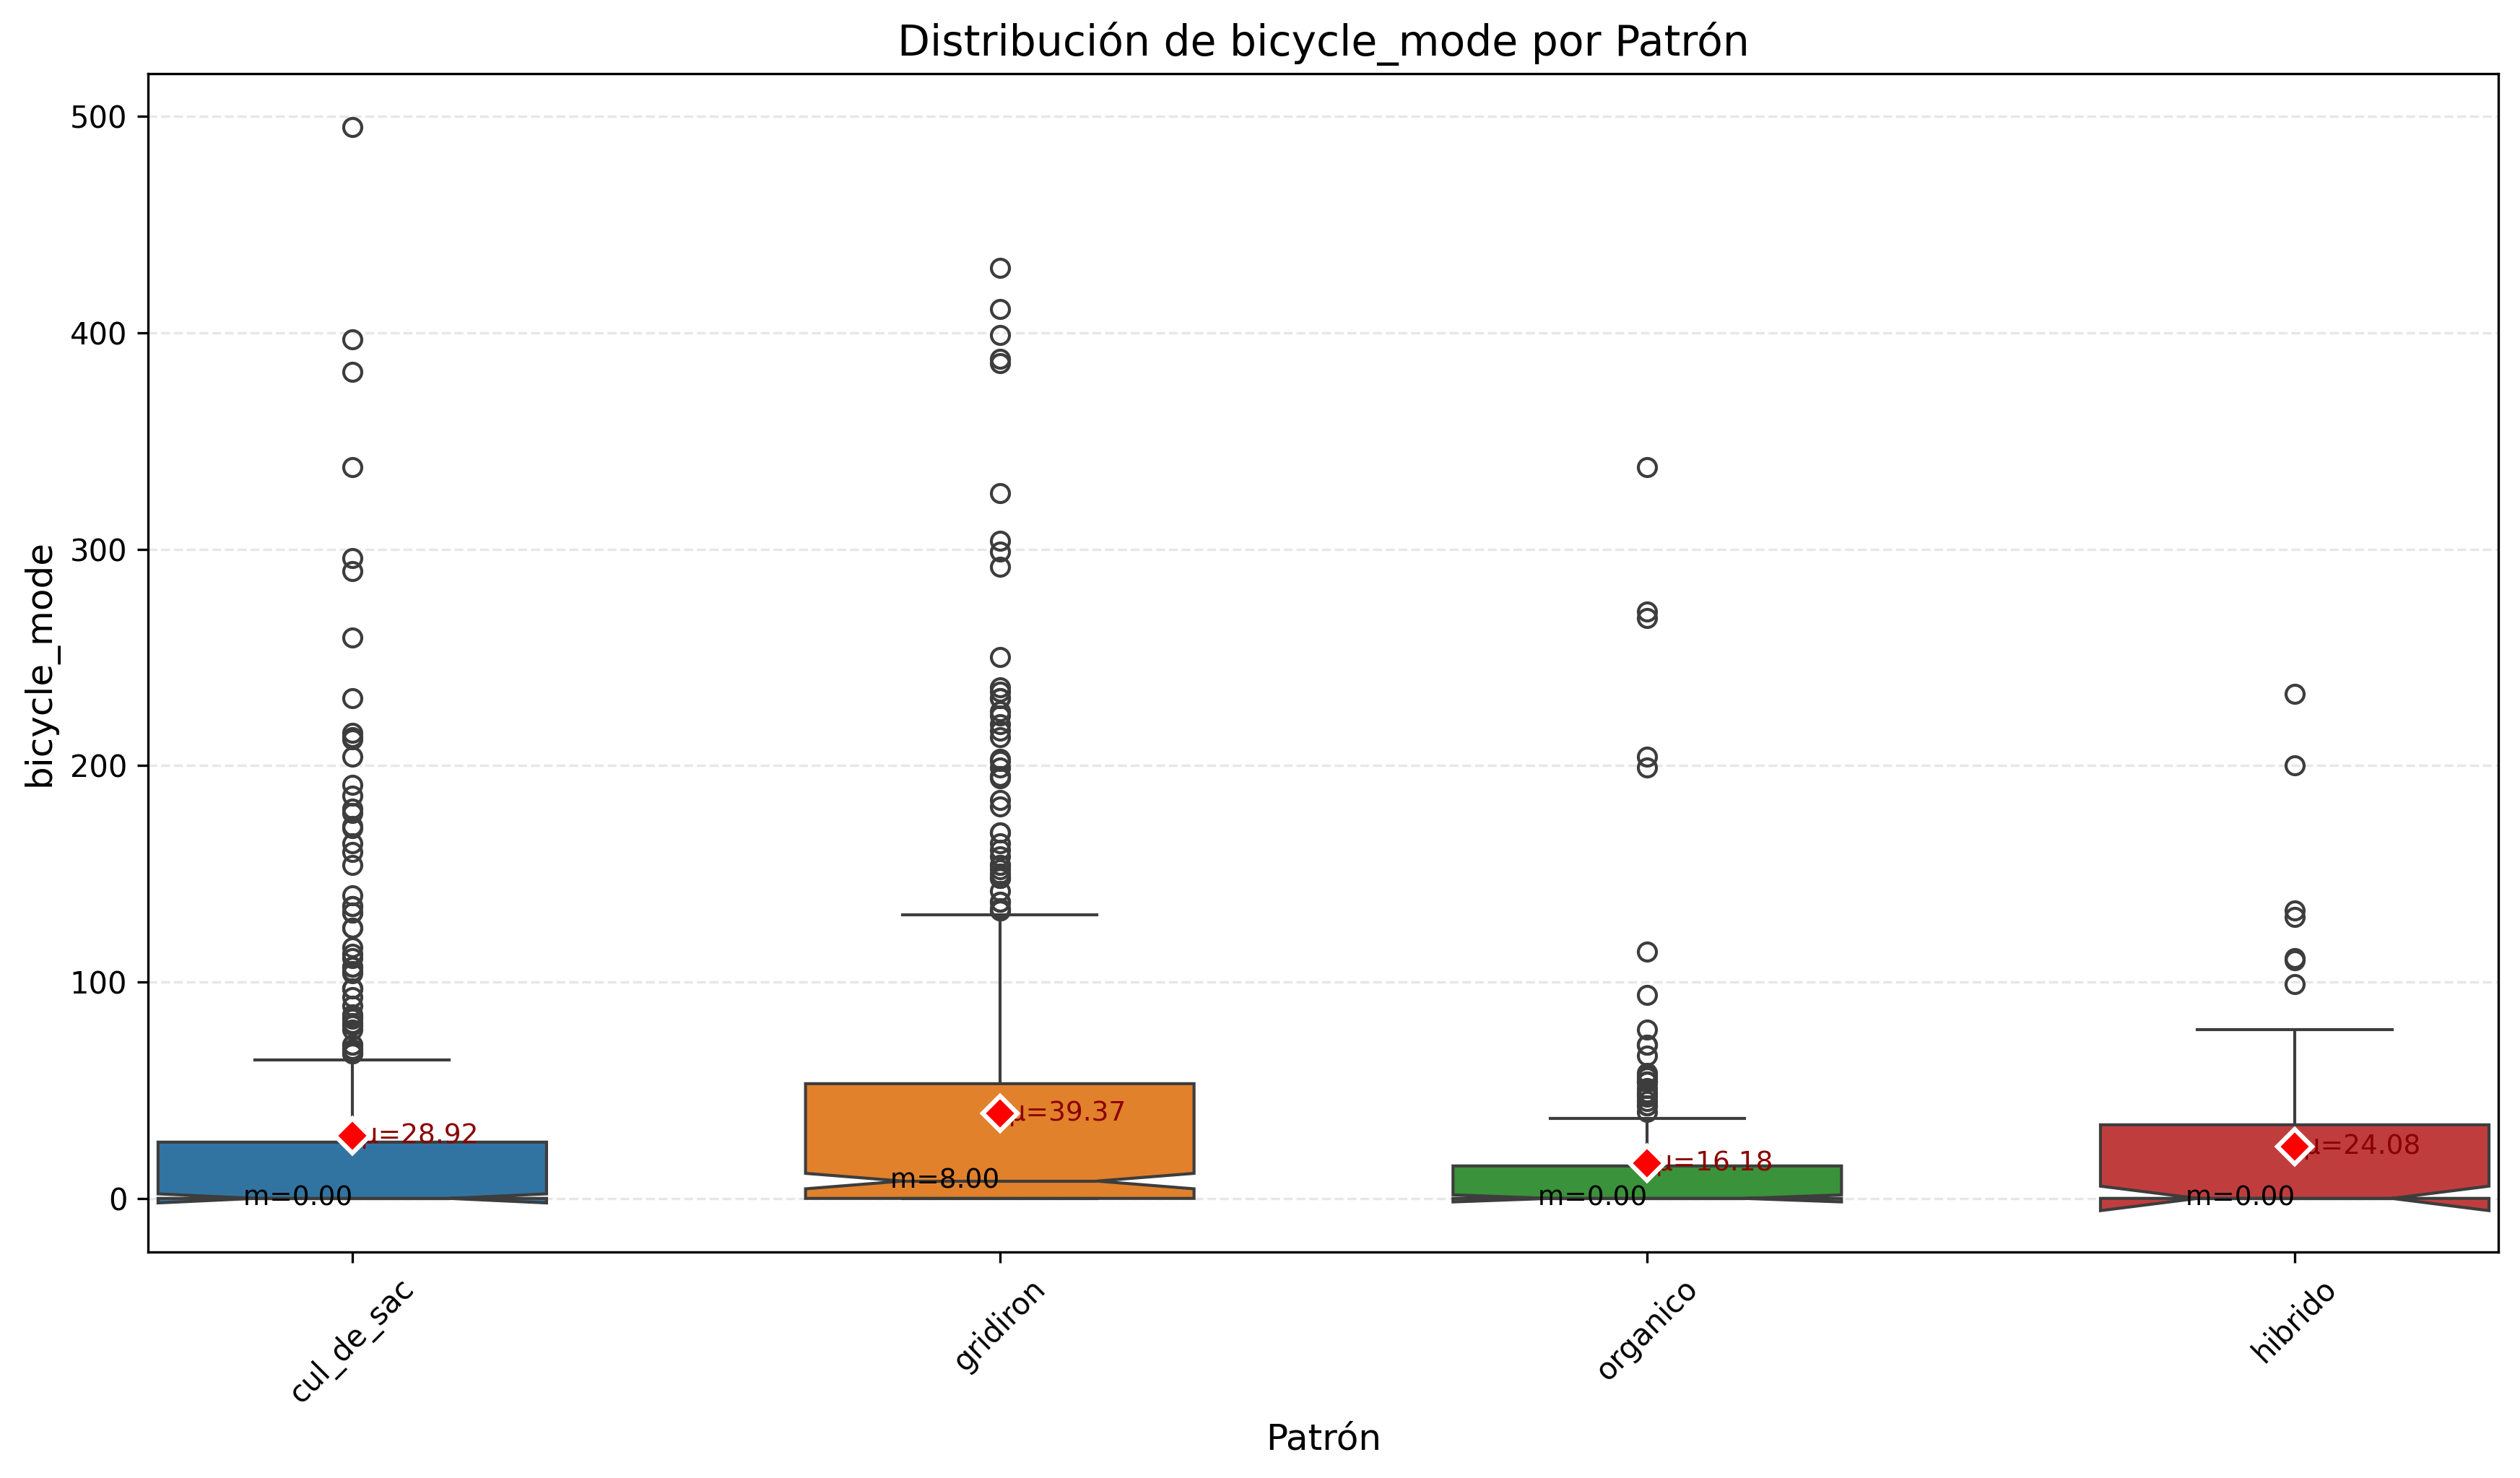 Distribución de bicycle_mode por Patrón
bicycle_mode
500
400
300
200
100
0
μ=28.92
m=0.00
μ=39.37
m=8.00
μ=16.18
m=0.00
μ=24.08
m=0.00
cul_de_sac
gridiron
organico
hibrido
Patrón